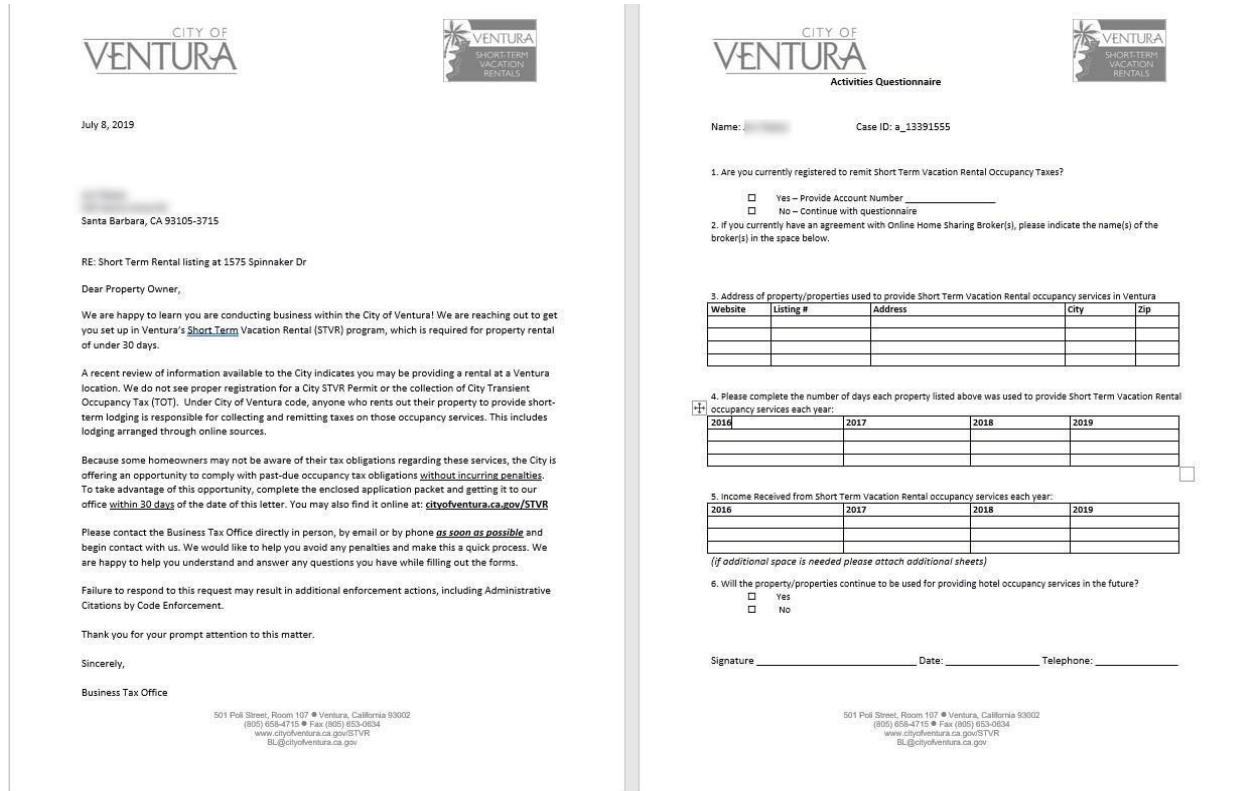 CITY OF
VENTURA
VENTURA
SHORT-TERM
VACATION
RENTALS
July 8, 2019
Santa Barbara, CA 93105-3715
RE: Short Term Rental listing at 1575 Spinnaker Dr
Dear Property Owner,
We are happy to learn you are conducting business within the City of Ventura! We are reaching out to get
you set up in Ventura's Short Term Vacation Rental (STVR) program, which is required for property rental
of under 30 days.
A recent review of information available to the City indicates you may be providing a rental at a Ventura
location. We do not see proper registration for a City STVR Permit or the collection of City Transient
Occupancy Tax (TOT). Under City of Ventura code, anyone who rents out their property to provide short-
term lodging is responsible for collecting and remitting taxes on those occupancy services. This includes
lodging arranged through online sources.
Because some homeowners may not be aware of their tax obligations regarding these services, the City is
offering an opportunity to comply with past-due occupancy tax obligations without incurring penalties.
To take advantage of this opportunity, complete the enclosed application packet and getting it to our
office within 30 days of the date of this letter. You may also find it online at: cityofventura.ca.gov/STVR
Please contact the Business Tax Office directly in person, by email or by phone as soon as possible and
begin contact with us. We would like to help you avoid any penalties and make this a quick process. We
are happy to help you understand and answer any questions you have while filling out the forms.
Failure to respond to this request may result in additional enforcement actions, including Administrative
Citations by Code Enforcement.
Thank you for your prompt attention to this matter.
Sincerely,
Business Tax Office
501 Poli Street, Room 107 ● Ventura, California 93002
(805) 658-4715 ● Fax (805) 653-0634
www.cityofventura.ca.gov/STVR
BL@cityofventura.ca.gov
CITY OF
VENTURA
VENTURA
SHORT-TERM
VACATION
RENTALS
Activities Questionnaire
Name: Case ID: a_13391555
1. Are you currently registered to remit Short Term Vacation Rental Occupancy Taxes?
☐ Yes – Provide Account Number
☐ No – Continue with questionnaire
2. If you currently have an agreement with Online Home Sharing Broker(s), please indicate the name(s) of the
broker(s) in the space below.
3. Address of property/properties used to provide Short Term Vacation Rental occupancy services in Ventura
Website Listing # Address City Zip
4. Please complete the number of days each property listed above was used to provide Short Term Vacation Rental
occupancy services each year:
2016 2017 2018 2019
5. Income Received from Short Term Vacation Rental occupancy services each year:
2016 2017 2018 2019
(if additional space is needed please attach additional sheets)
6. Will the property/properties continue to be used for providing hotel occupancy services in the future?
☐ Yes
☐ No
Signature Date: Telephone:
501 Poli Street, Room 107 ● Ventura, California 93002
(805) 658-4715 ● Fax (805) 653-0634
www.cityofventura.ca.gov/STVR
BL@cityofventura.ca.gov